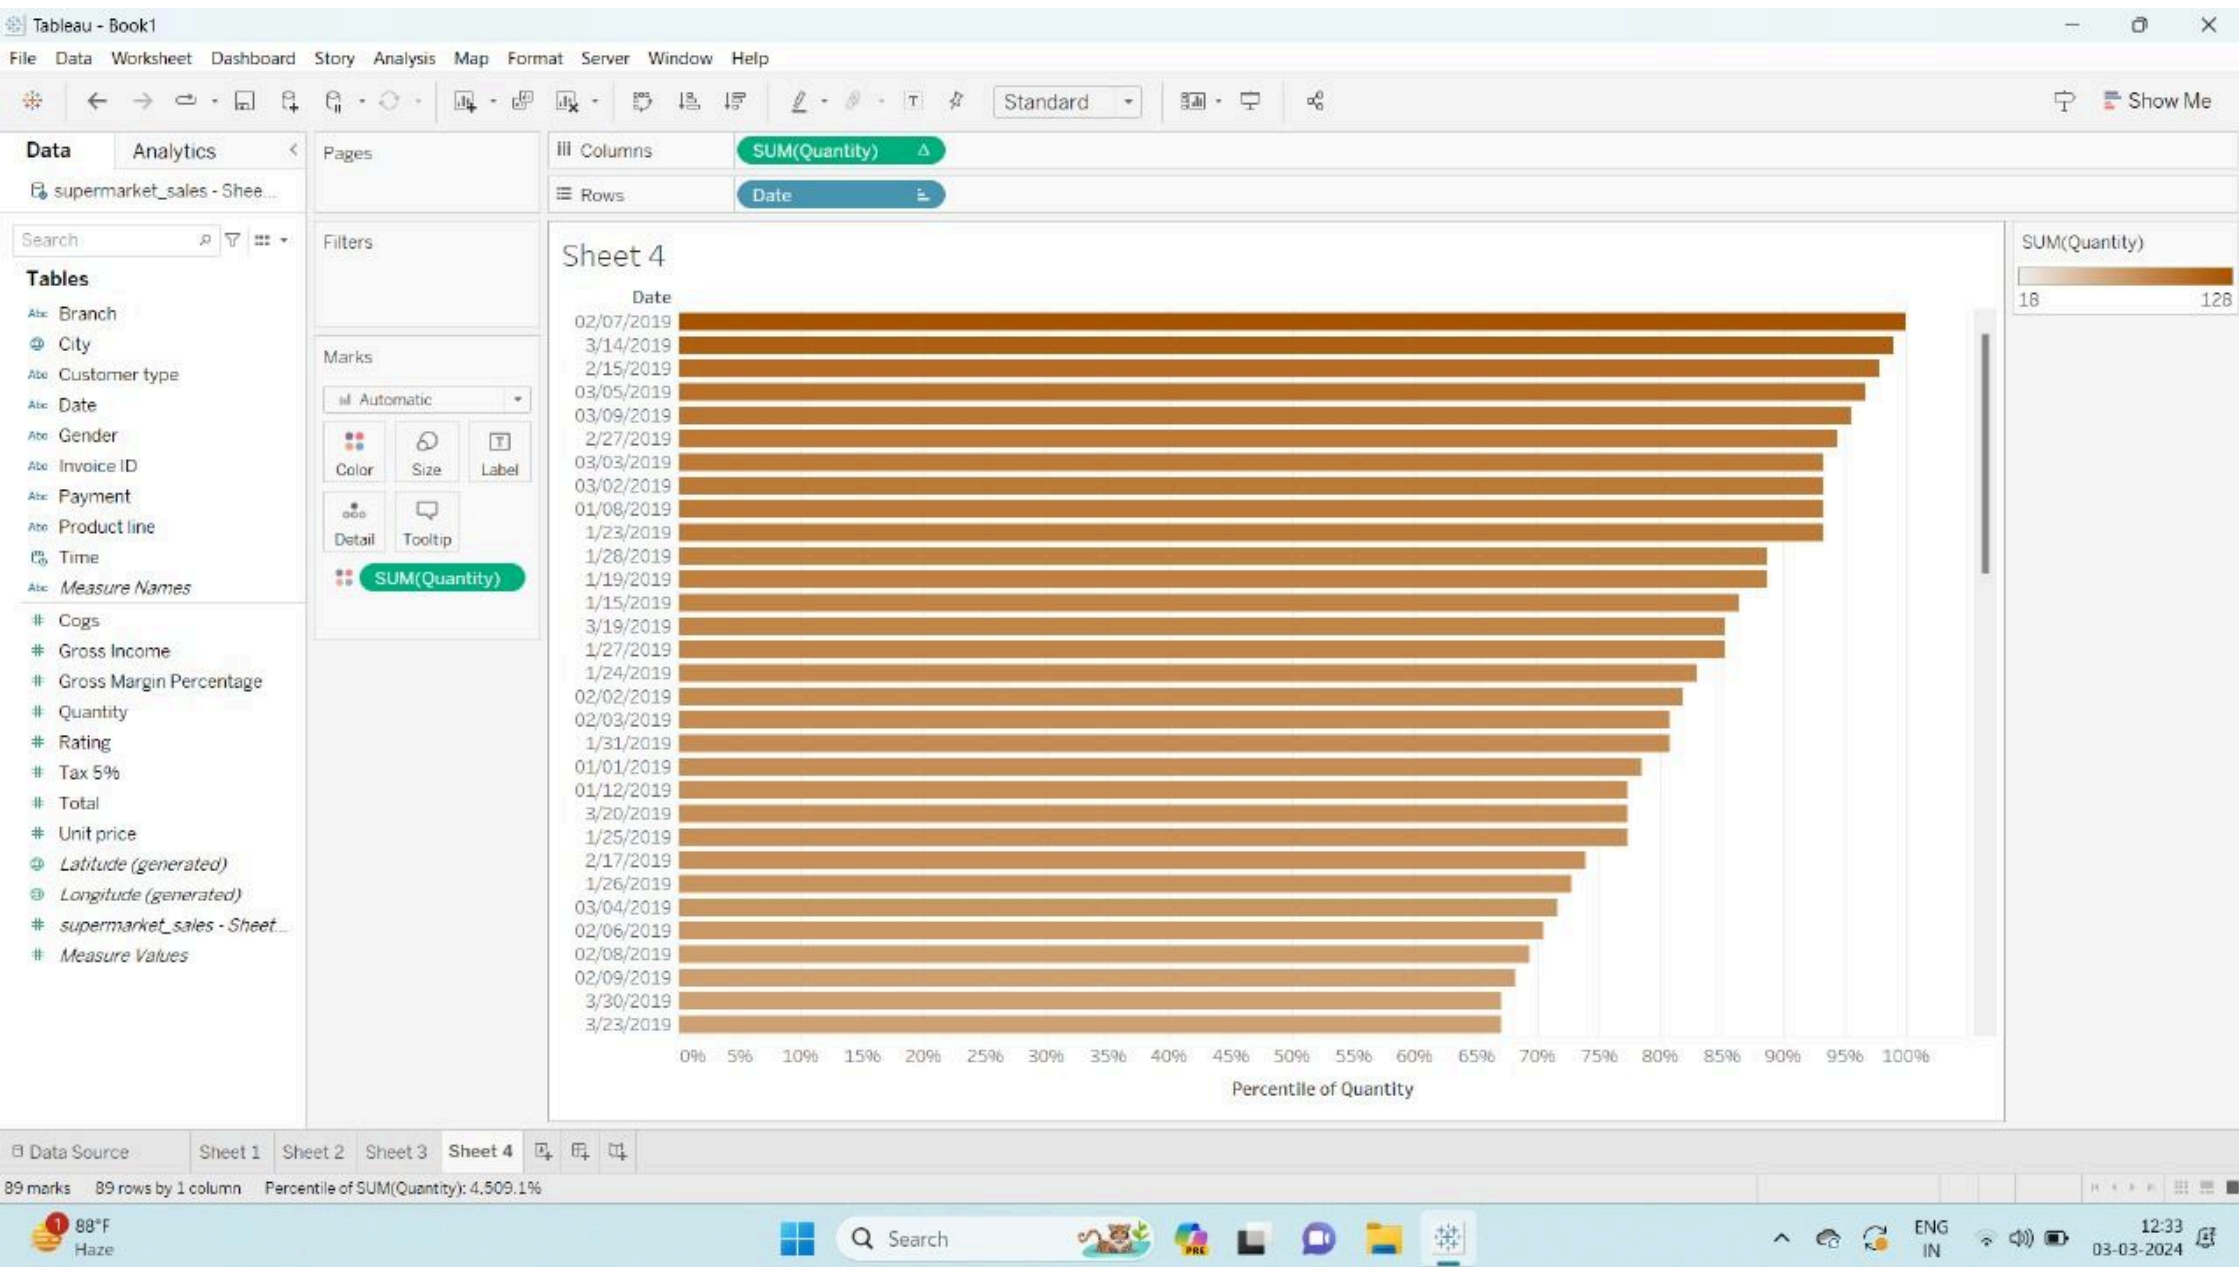 Tableau - Book1
File Data Worksheet Dashboard Story Analysis Map Format Server Window Help
Standard
Show Me
Data Analytics
supermarket_sales - Shee...
Search
Tables
Abc Branch
City
Abc Customer type
Abc Date
Abc Gender
Abc Invoice ID
Abc Payment
Abc Product line
Time
Abc Measure Names
# Cogs
# Gross Income
# Gross Margin Percentage
# Quantity
# Rating
# Tax 5%
# Total
# Unit price
Latitude (generated)
Longitude (generated)
# supermarket_sales - Sheet...
# Measure Values
Pages
Filters
Marks
Automatic
Color Size Label
Detail Tooltip
SUM(Quantity)
Columns SUM(Quantity) Δ
Rows Date
Sheet 4
Date
02/07/2019
3/14/2019
2/15/2019
03/05/2019
03/09/2019
2/27/2019
03/03/2019
03/02/2019
01/08/2019
1/23/2019
1/28/2019
1/19/2019
1/15/2019
3/19/2019
1/27/2019
1/24/2019
02/02/2019
02/03/2019
1/31/2019
01/01/2019
01/12/2019
3/20/2019
1/25/2019
2/17/2019
1/26/2019
03/04/2019
02/06/2019
02/08/2019
02/09/2019
3/30/2019
3/23/2019
0% 5% 10% 15% 20% 25% 30% 35% 40% 45% 50% 55% 60% 65% 70% 75% 80% 85% 90% 95% 100%
Percentile of Quantity
SUM(Quantity)
18 128
Data Source Sheet 1 Sheet 2 Sheet 3 Sheet 4
89 marks 89 rows by 1 column Percentile of SUM(Quantity): 4,509.1%
1
88°F
Haze
Search
PRE
ENG
IN
12:33
03-03-2024